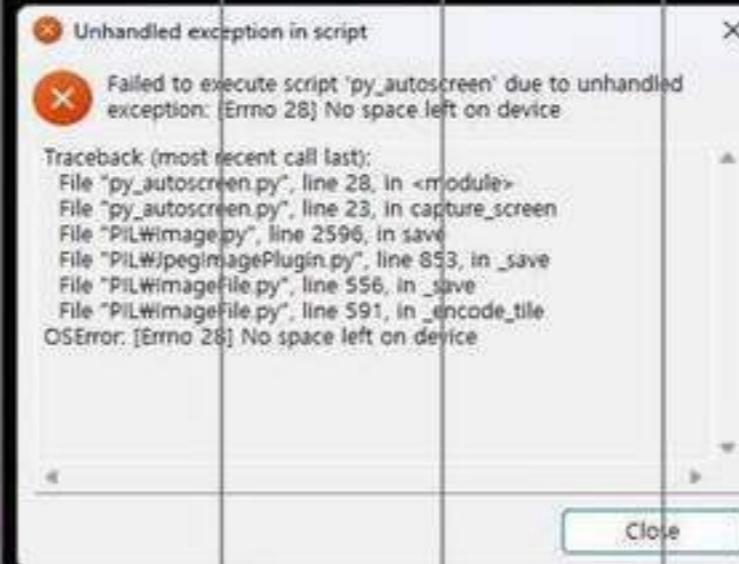 Unhandled exception in script
Failed to execute script 'py_autoscreen' due to unhandled
exception: [Errno 28] No space left on device
Traceback (most recent call last):
File "py_autoscreen.py", line 28, in <module>
File "py_autoscreen.py", line 23, in capture_screen
File "PIL₩Image.py", line 2596, in save
File "PIL₩JpegImagePlugin.py", line 853, in _save
File "PIL₩ImageFile.py", line 556, in _save
File "PIL₩ImageFile.py", line 591, in _encode_tile
OSError: [Errno 28] No space left on device
Close